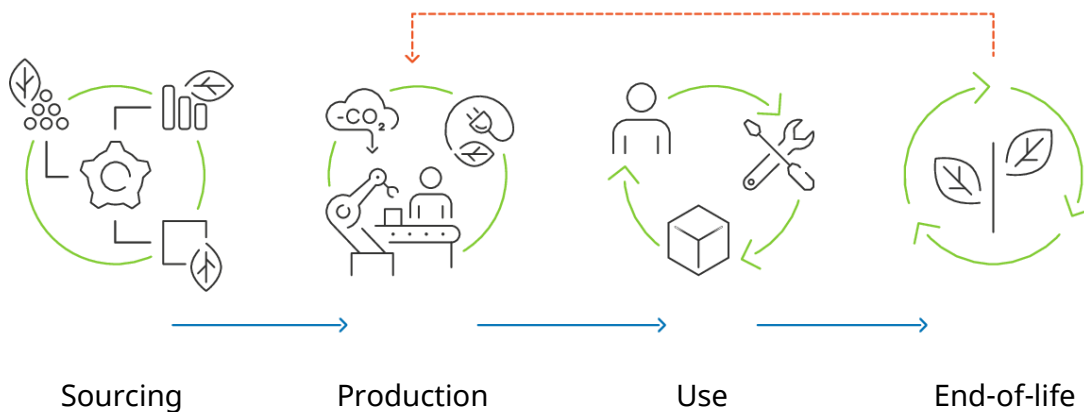 -CO₂
Sourcing
Production
Use
End-of-life